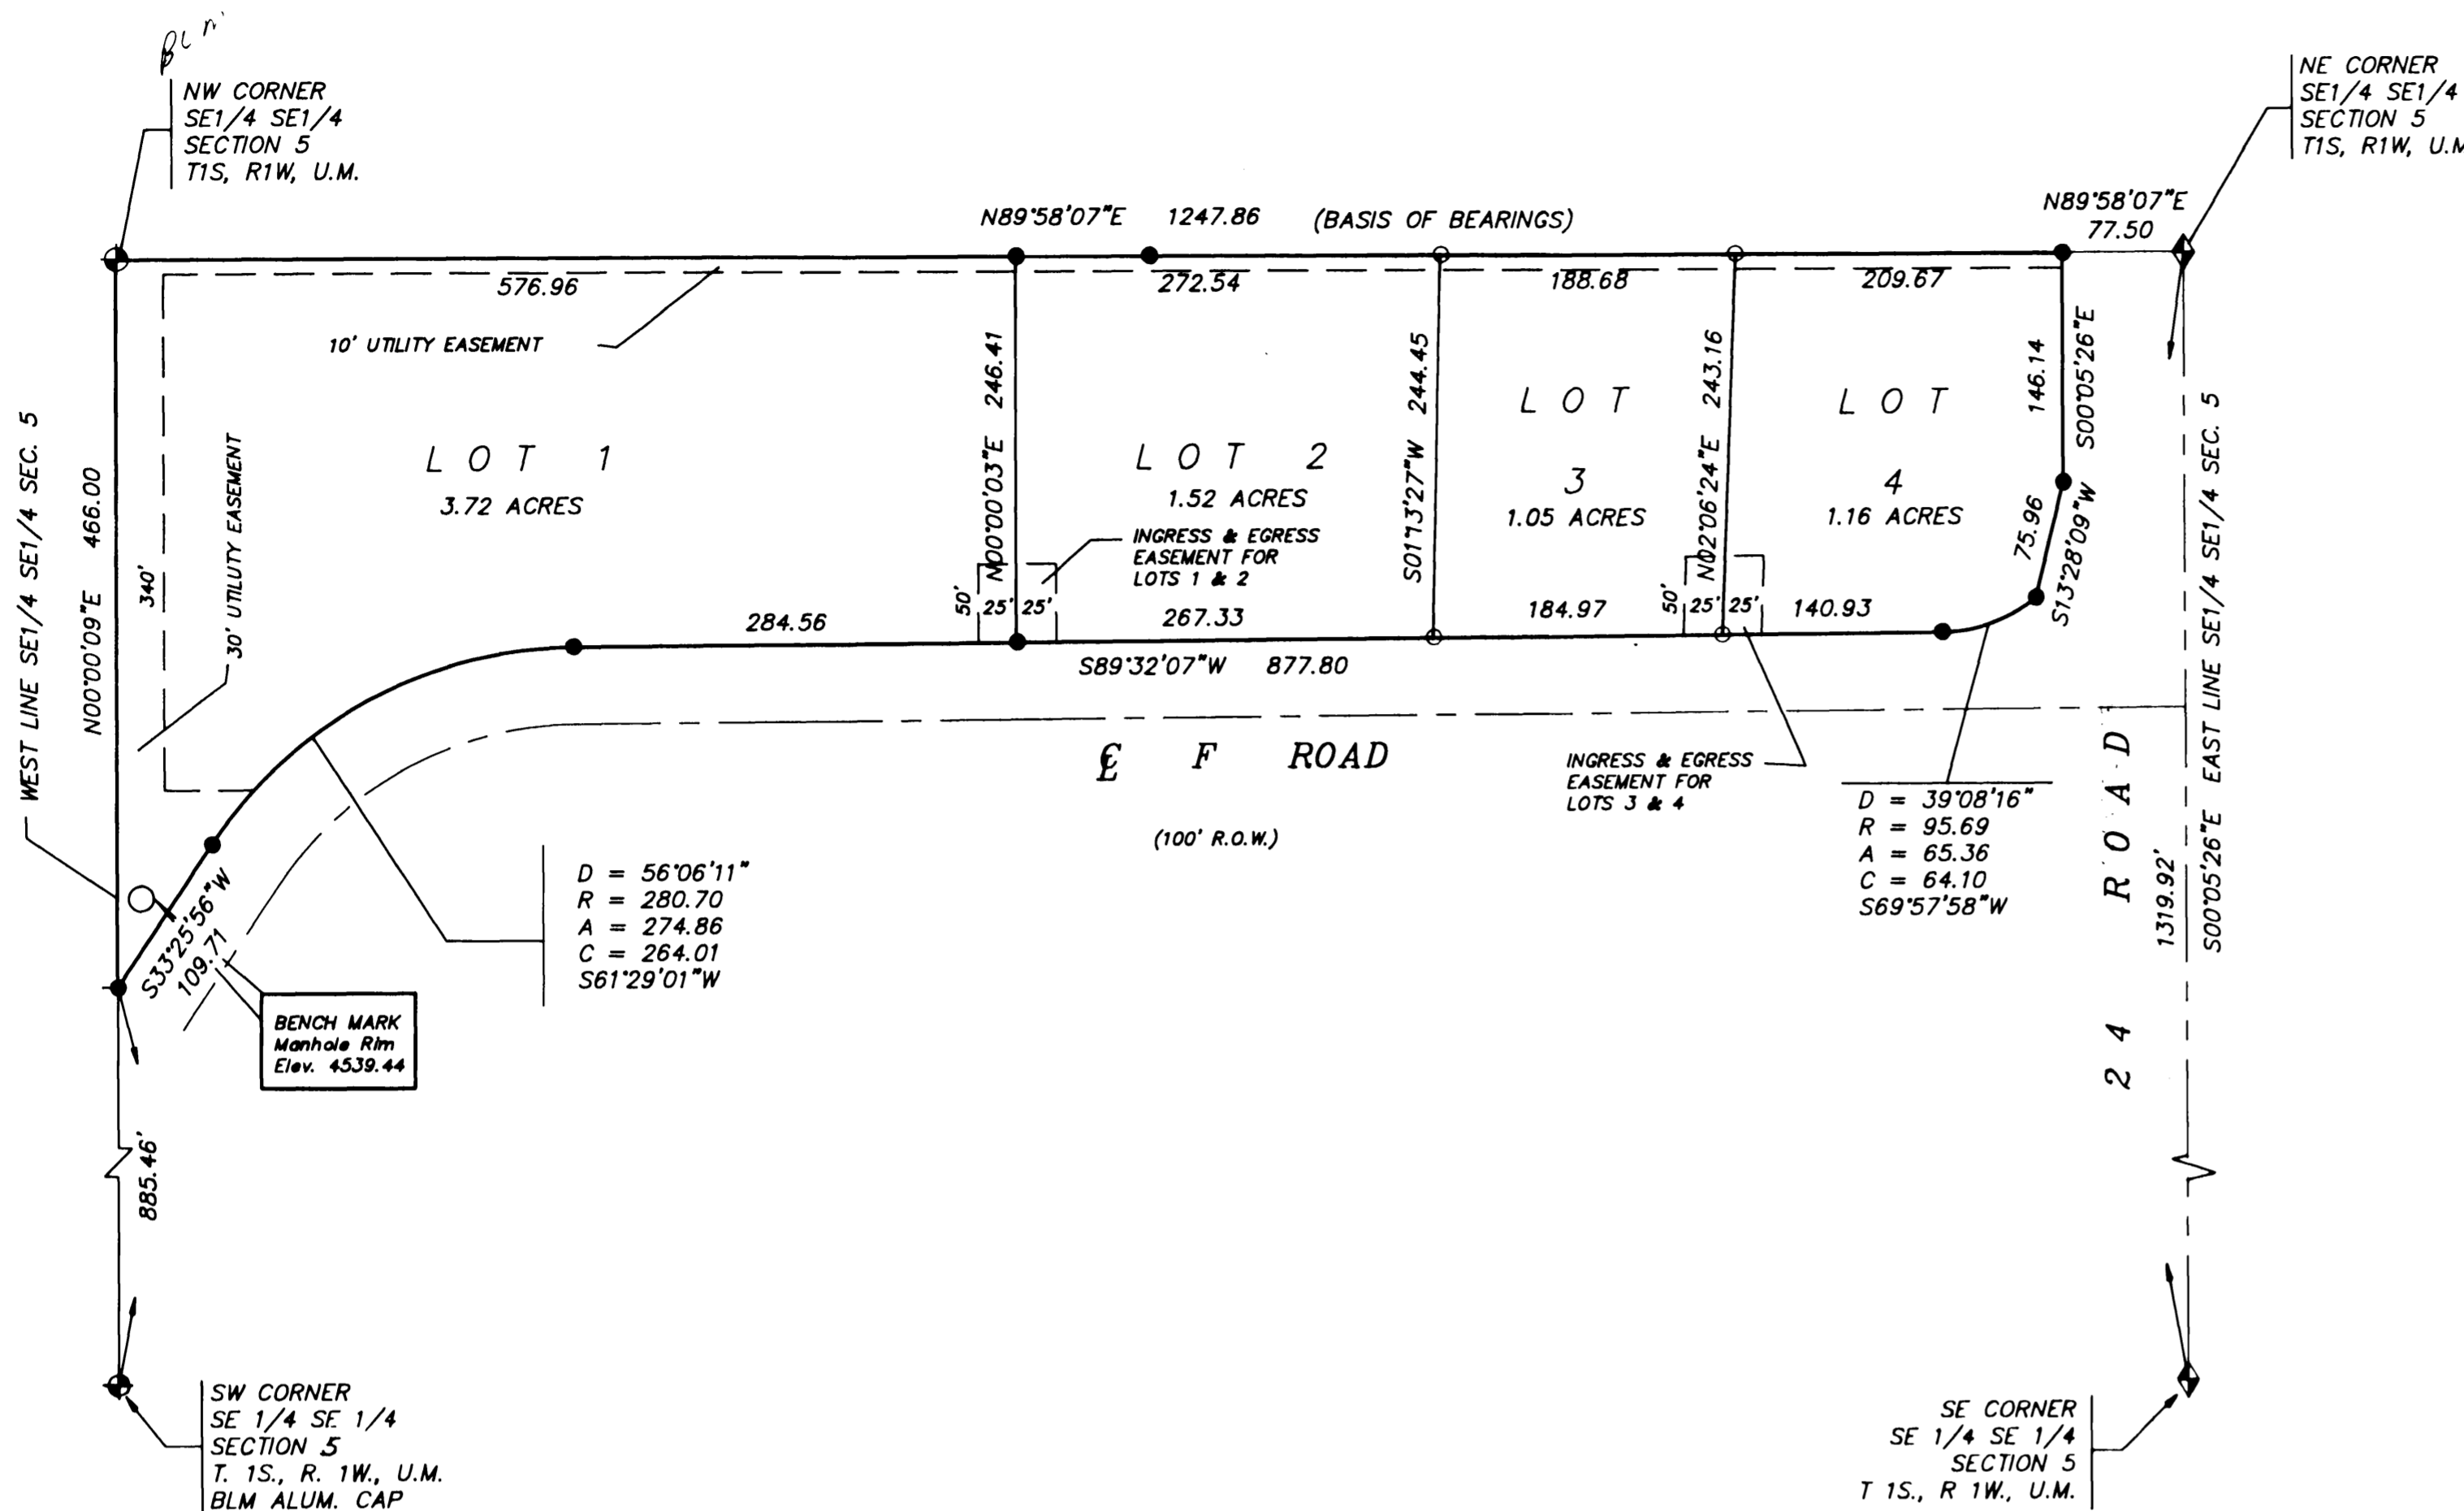 BLM
NW CORNER
SE1/4 SE1/4
SECTION 5
T1S, R1W, U.M.
NE CORNER
SE1/4 SE1/4
SECTION 5
T1S, R1W, U.M
N89°58'07"E 1247.86 (BASIS OF BEARINGS)
N89°58'07"E
77.50
576.96
272.54
188.68
209.67
10' UTILITY EASEMENT
WEST LINE SE1/4 SE1/4 SEC. 5
N00°00'09"E 466.00
340'
30' UTILUTY EASEMENT
LOT 1
3.72 ACRES
N00°00'03"E 246.41
LOT 2
1.52 ACRES
INGRESS & EGRESS
EASEMENT FOR
LOTS 1 & 2
50'
25' 25'
S01°13'27"W 244.45
LOT
3
1.05 ACRES
N02°06'24"E 243.16
LOT
4
1.16 ACRES
50'
25' 25'
146.14
S00°05'26"E
75.96
S13°28'09"W
284.56
267.33
184.97
140.93
S89°32'07"W 877.80
℄ F ROAD
(100' R.O.W.)
INGRESS & EGRESS
EASEMENT FOR
LOTS 3 & 4
D = 39°08'16"
R = 95.69
A = 65.36
C = 64.10
S69°57'58"W
24 ROAD
1319.92'
S00°05'26"E EAST LINE SE1/4 SE1/4 SEC. 5
D = 56°06'11"
R = 280.70
A = 274.86
C = 264.01
S61°29'01"W
S33°25'56"W
109.71
BENCH MARK
Manhole Rim
Elev. 4539.44
885.46'
SW CORNER
SE 1/4 SE 1/4
SECTION 5
T. 1S., R. 1W., U.M.
BLM ALUM. CAP
SE CORNER
SE 1/4 SE 1/4
SECTION 5
T 1S., R 1W., U.M.